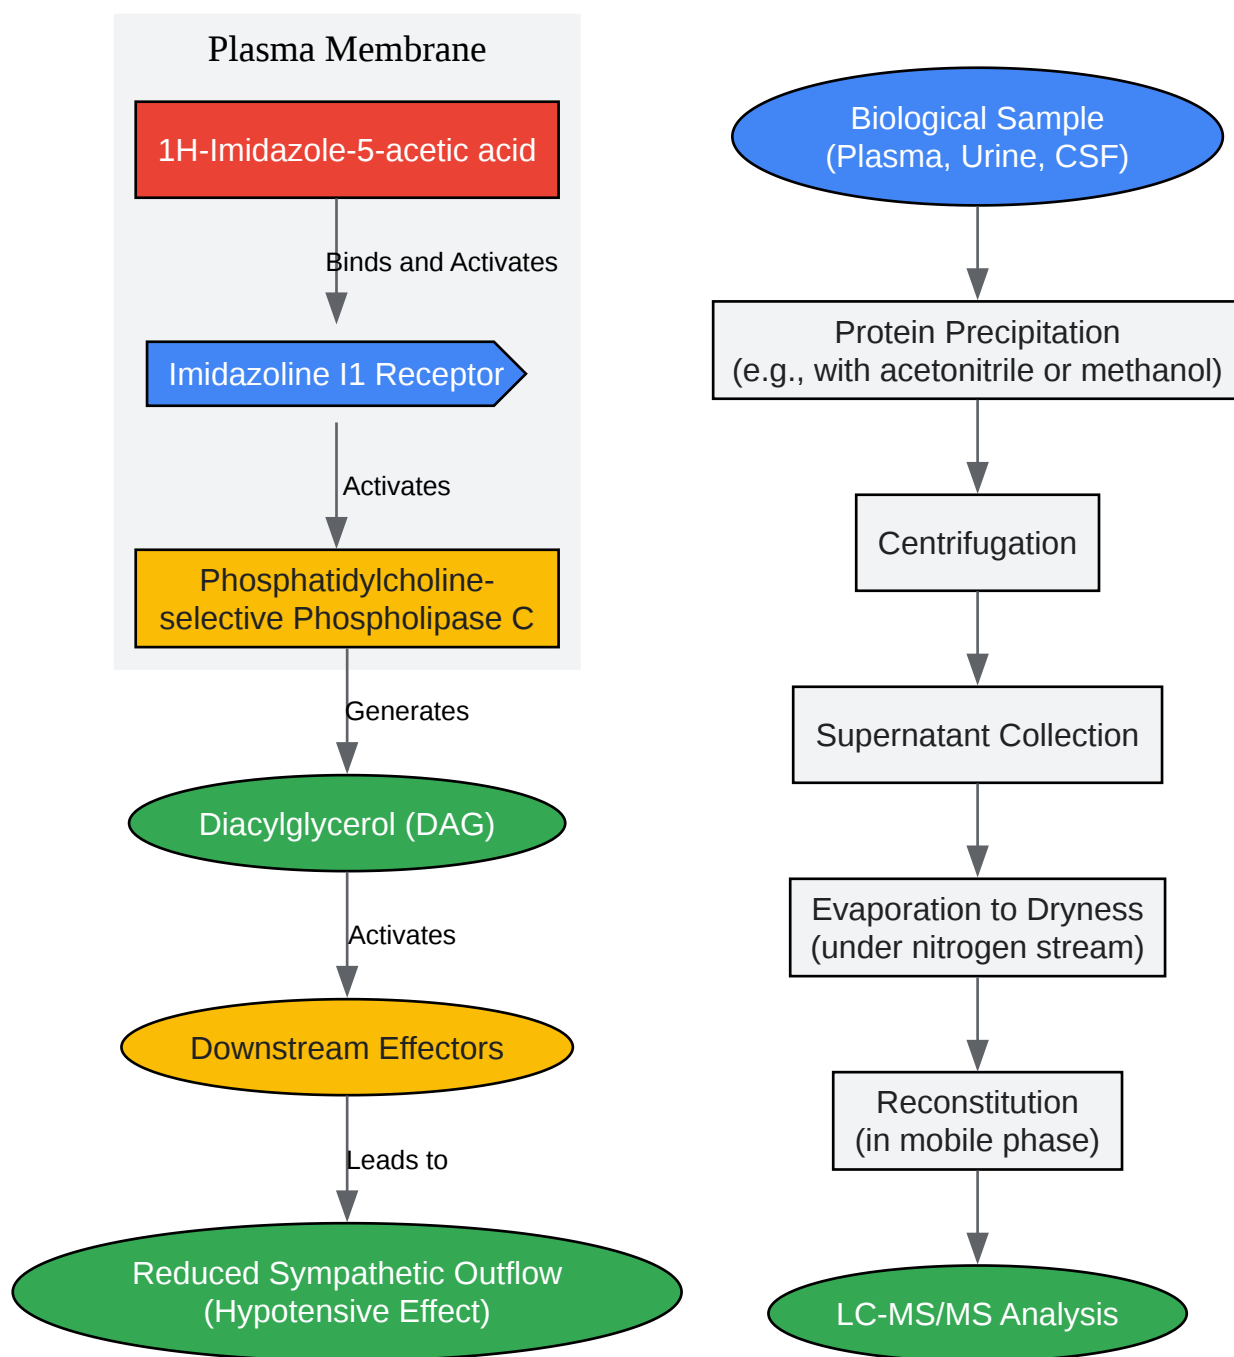 Plasma Membrane
1H-Imidazole-5-acetic acid
Binds and Activates
Imidazoline I1 Receptor
Activates
Phosphatidylcholine-
selective Phospholipase C
Generates
Diacylglycerol (DAG)
Activates
Downstream Effectors
Leads to
Reduced Sympathetic Outflow
(Hypotensive Effect)
Biological Sample
(Plasma, Urine, CSF)
Protein Precipitation
(e.g., with acetonitrile or methanol)
Centrifugation
Supernatant Collection
Evaporation to Dryness
(under nitrogen stream)
Reconstitution
(in mobile phase)
LC-MS/MS Analysis